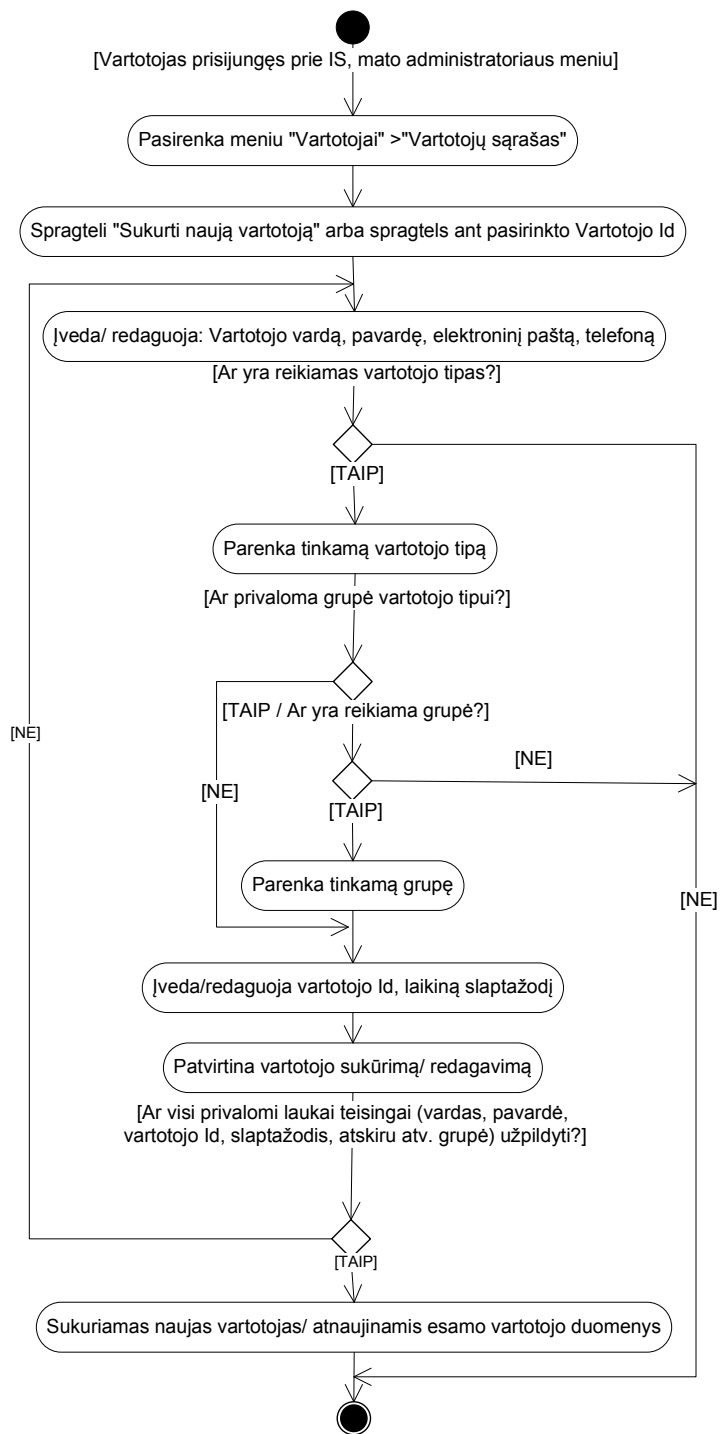 [Vartotojas prisijungęs prie IS, mato administratoriaus meniu]
Pasirenka meniu "Vartotojai" >"Vartotojų sąrašas"
Spragteli "Sukurti naują vartotoją" arba spragtels ant pasirinkto Vartotojo Id
Įveda/ redaguoja: Vartotojo vardą, pavardę, elektroninį paštą, telefoną
[Ar yra reikiamas vartotojo tipas?]
[TAIP]
Parenka tinkamą vartotojo tipą
[Ar privaloma grupė vartotojo tipui?]
[TAIP / Ar yra reikiama grupė?]
[NE]
[NE]
[NE]
[TAIP]
Parenka tinkamą grupę
[NE]
Įveda/redaguoja vartotojo Id, laikiną slaptažodį
Patvirtina vartotojo sukūrimą/ redagavimą
[Ar visi privalomi laukai teisingai (vardas, pavardė,
vartotojo Id, slaptažodis, atskiru atv. grupė) užpildyti?]
[TAIP]
Sukuriamas naujas vartotojas/ atnaujinamis esamo vartotojo duomenys